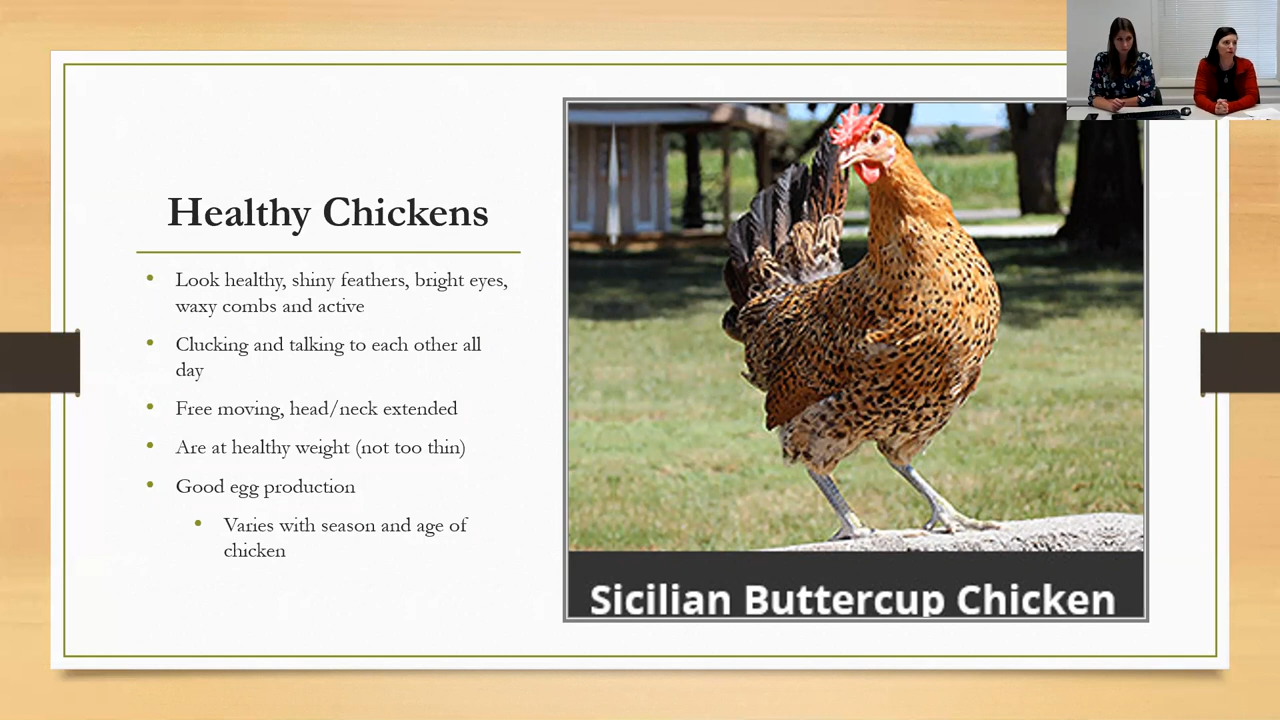 Healthy Chickens
Look healthy, shiny feathers, bright eyes,
waxy combs and active
Clucking and talking to each other all
day
Free moving, head/neck extended
Are at healthy weight (not too thin)
Good egg production
Varies with season and age of
chicken
Sicilian Buttercup Chicken